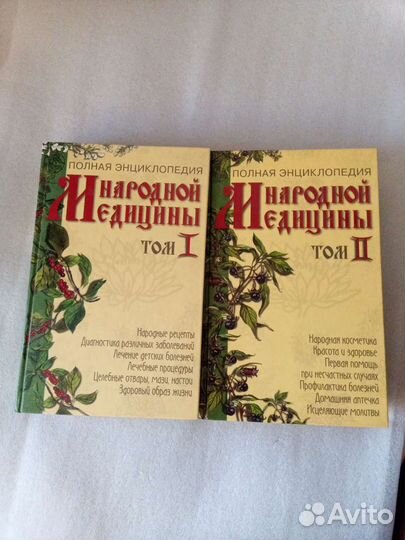 ПОЛНАЯ ЭНЦИКЛОПЕДИЯ
НАРОДНОЙ
МЕДИЦИНЫ
ТОМ I
Народные рецепты
Диагностика различных заболеваний
Лечение детских болезней
Лечебные процедуры
Целебные отвары, мази, настои
Здоровый образ жизни
ПОЛНАЯ ЭНЦИКЛОПЕДИЯ
НАРОДНОЙ
МЕДИЦИНЫ
ТОМ II
Народная косметика
Красота и здоровье
Первая помощь
при несчастных случаях
Профилактика болезней
Домашняя аптечка
Исцеляющие молитвы
Avito